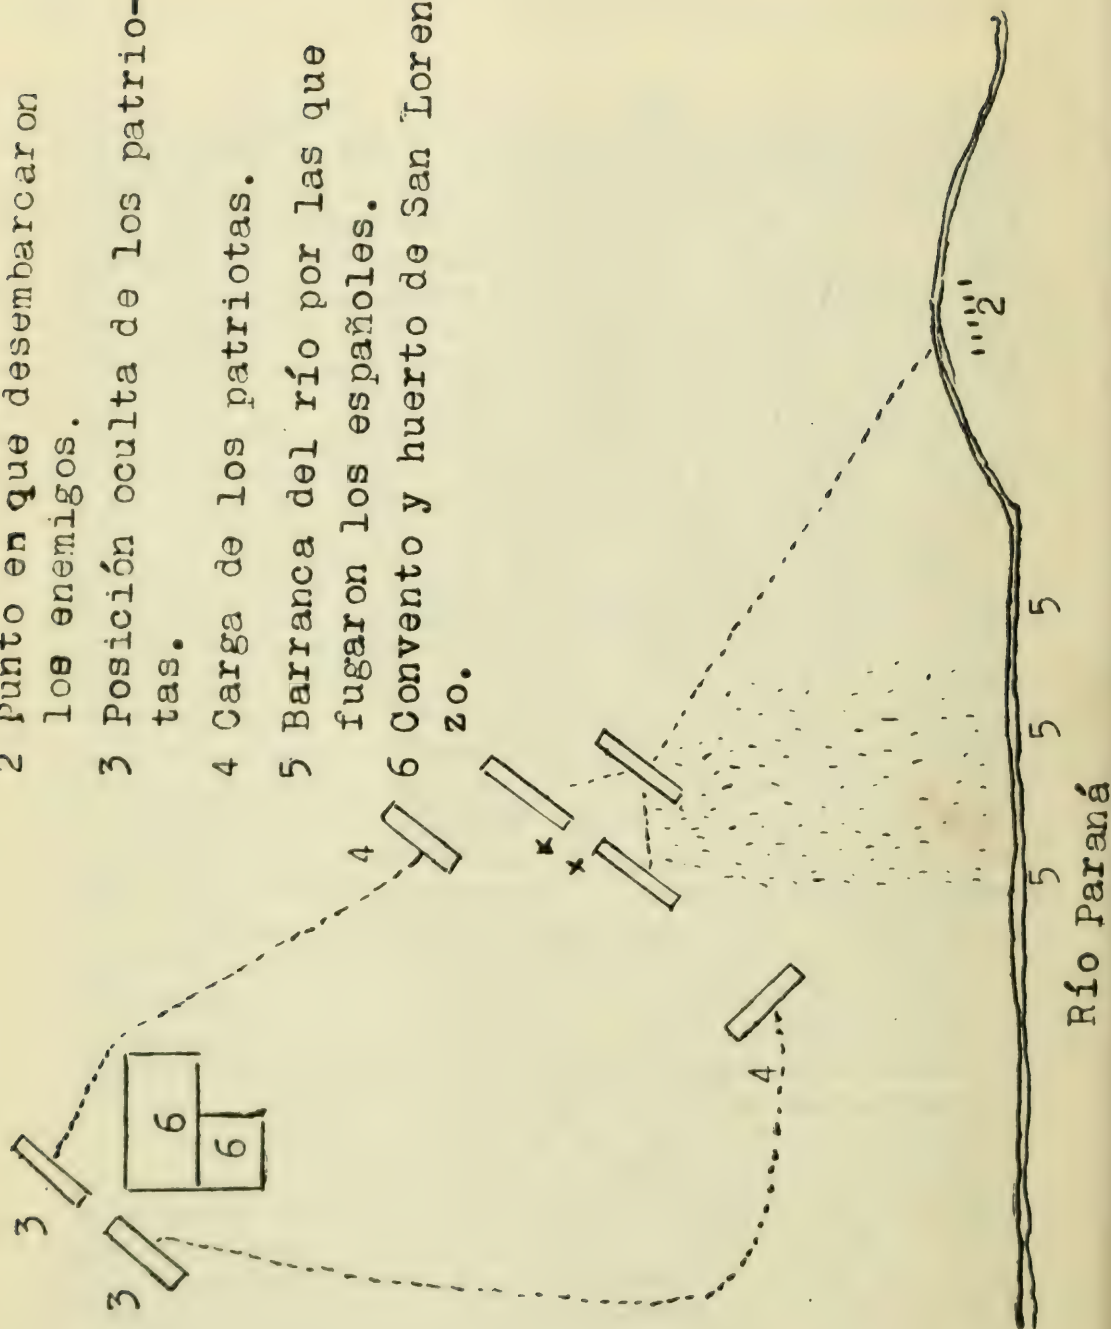 2 Punto en que desembarcaron
los enemigos.
3 Posición oculta de los patrio-
tas.
4 Carga de los patriotas.
5 Barranca del río por las que
fugaron los españoles.
6 Convento y huerto de San Loren
zo.
3
3
6
6
4
4
x
x
2
5
5
5
Río Paraná